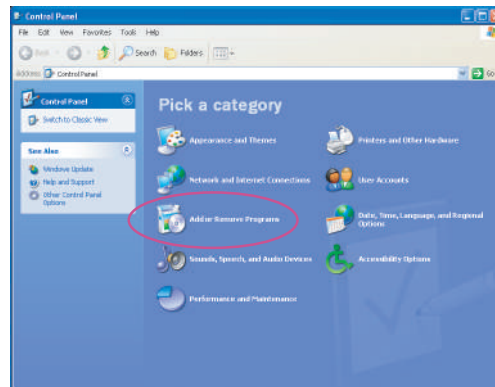 Control Panel
File Edit View Favorites Tools Help
Back Search Folders
Address Control Panel Go
Control Panel
Switch to Classic View
See Also
Windows Update
Help and Support
Other Control Panel
Options
Pick a category
Appearance and Themes
Printers and Other Hardware
Network and Internet Connections
User Accounts
Add or Remove Programs
Date, Time, Language, and Regional
Options
Sounds, Speech, and Audio Devices
Accessibility Options
Performance and Maintenance